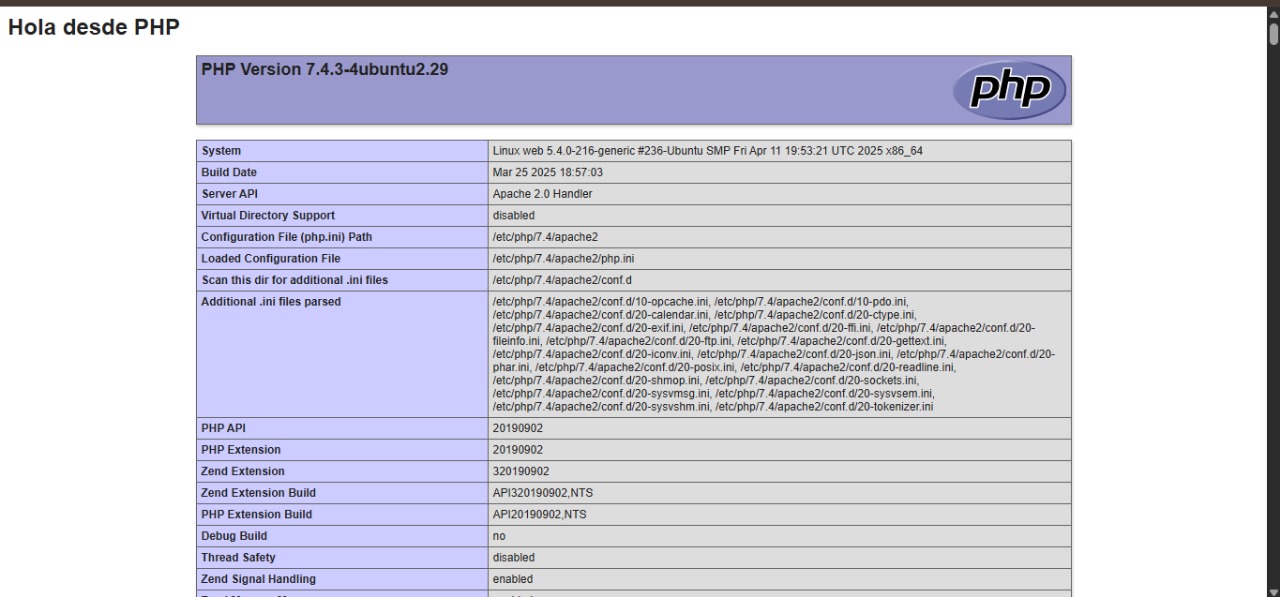 Hola desde PHP
PHP Version 7.4.3-4ubuntu2.29
php
System Linux web 5.4.0-216-generic #236-Ubuntu SMP Fri Apr 11 19:53:21 UTC 2025 x86_64
Build Date Mar 25 2025 18:57:03
Server API Apache 2.0 Handler
Virtual Directory Support disabled
Configuration File (php.ini) Path /etc/php/7.4/apache2
Loaded Configuration File /etc/php/7.4/apache2/php.ini
Scan this dir for additional .ini files /etc/php/7.4/apache2/conf.d
Additional .ini files parsed /etc/php/7.4/apache2/conf.d/10-opcache.ini, /etc/php/7.4/apache2/conf.d/10-pdo.ini,
/etc/php/7.4/apache2/conf.d/20-calendar.ini, /etc/php/7.4/apache2/conf.d/20-ctype.ini,
/etc/php/7.4/apache2/conf.d/20-exif.ini, /etc/php/7.4/apache2/conf.d/20-ffi.ini, /etc/php/7.4/apache2/conf.d/20-
fileinfo.ini, /etc/php/7.4/apache2/conf.d/20-ftp.ini, /etc/php/7.4/apache2/conf.d/20-gettext.ini,
/etc/php/7.4/apache2/conf.d/20-iconv.ini, /etc/php/7.4/apache2/conf.d/20-json.ini, /etc/php/7.4/apache2/conf.d/20-
phar.ini, /etc/php/7.4/apache2/conf.d/20-posix.ini, /etc/php/7.4/apache2/conf.d/20-readline.ini,
/etc/php/7.4/apache2/conf.d/20-shmop.ini, /etc/php/7.4/apache2/conf.d/20-sockets.ini,
/etc/php/7.4/apache2/conf.d/20-sysvmsg.ini, /etc/php/7.4/apache2/conf.d/20-sysvsem.ini,
/etc/php/7.4/apache2/conf.d/20-sysvshm.ini, /etc/php/7.4/apache2/conf.d/20-tokenizer.ini
PHP API 20190902
PHP Extension 20190902
Zend Extension 320190902
Zend Extension Build API320190902,NTS
PHP Extension Build API20190902,NTS
Debug Build no
Thread Safety disabled
Zend Signal Handling enabled